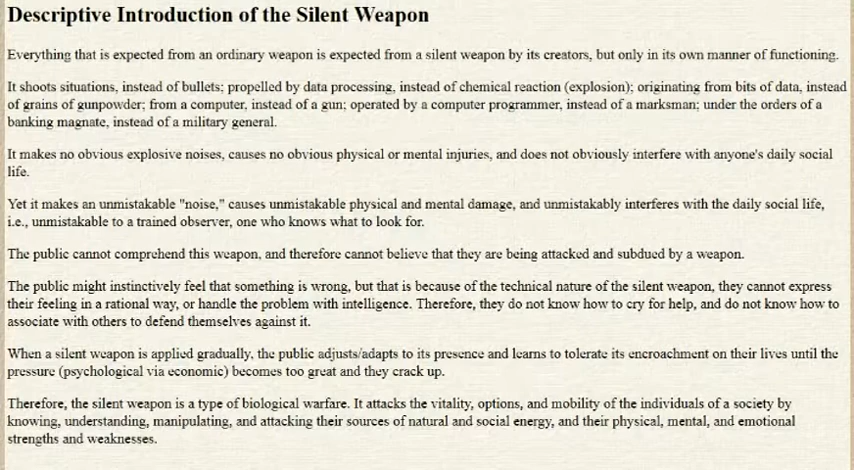 Descriptive Introduction of the Silent Weapon
Everything that is expected from an ordinary weapon is expected from a silent weapon by its creators, but only in its own manner of functioning.
It shoots situations, instead of bullets; propelled by data processing, instead of chemical reaction (explosion); originating from bits of data, instead
of grains of gunpowder; from a computer, instead of a gun; operated by a computer programmer, instead of a marksman; under the orders of a
banking magnate, instead of a military general.
It makes no obvious explosive noises, causes no obvious physical or mental injuries, and does not obviously interfere with anyone's daily social
life.
Yet it makes an unmistakable "noise," causes unmistakable physical and mental damage, and unmistakably interferes with the daily social life,
i.e., unmistakable to a trained observer, one who knows what to look for.
The public cannot comprehend this weapon, and therefore cannot believe that they are being attacked and subdued by a weapon.
The public might instinctively feel that something is wrong, but that is because of the technical nature of the silent weapon, they cannot express
their feeling in a rational way, or handle the problem with intelligence. Therefore, they do not know how to cry for help, and do not know how to
associate with others to defend themselves against it.
When a silent weapon is applied gradually, the public adjusts/adapts to its presence and learns to tolerate its encroachment on their lives until the
pressure (psychological via economic) becomes too great and they crack up.
Therefore, the silent weapon is a type of biological warfare. It attacks the vitality, options, and mobility of the individuals of a society by
knowing, understanding, manipulating, and attacking their sources of natural and social energy, and their physical, mental, and emotional
strengths and weaknesses.